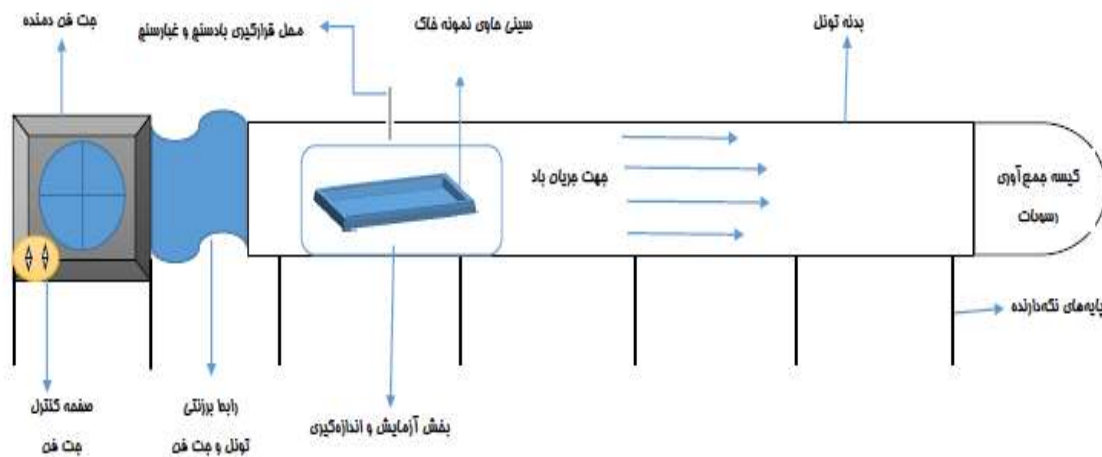 جت فن دمنده
محل قرارگیری بادسنج و غبارسنج
سینی حاوی نمونه خاک
بدنه تونل
جهت جریان باد
کیسه جمع‌آوری
رسوبات
پایه‌های نگه‌دارنده
صفحه کنترل
جت فن
رابط برزنتی
تونل و جت فن
بخش آزمایش و اندازه‌گیری